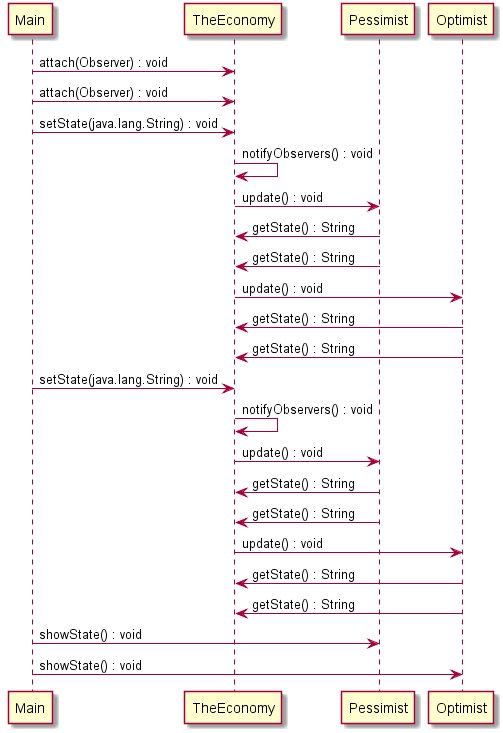 Main TheEconomy Pessimist Optimist
attach(Observer) : void
attach(Observer) : void
setState(java.lang.String) : void
notifyObservers() : void
update() : void
getState() : String
getState() : String
update() : void
getState() : String
getState() : String
setState(java.lang.String) : void
notifyObservers() : void
update() : void
getState() : String
getState() : String
update() : void
getState() : String
getState() : String
showState() : void
showState() : void
Main TheEconomy Pessimist Optimist